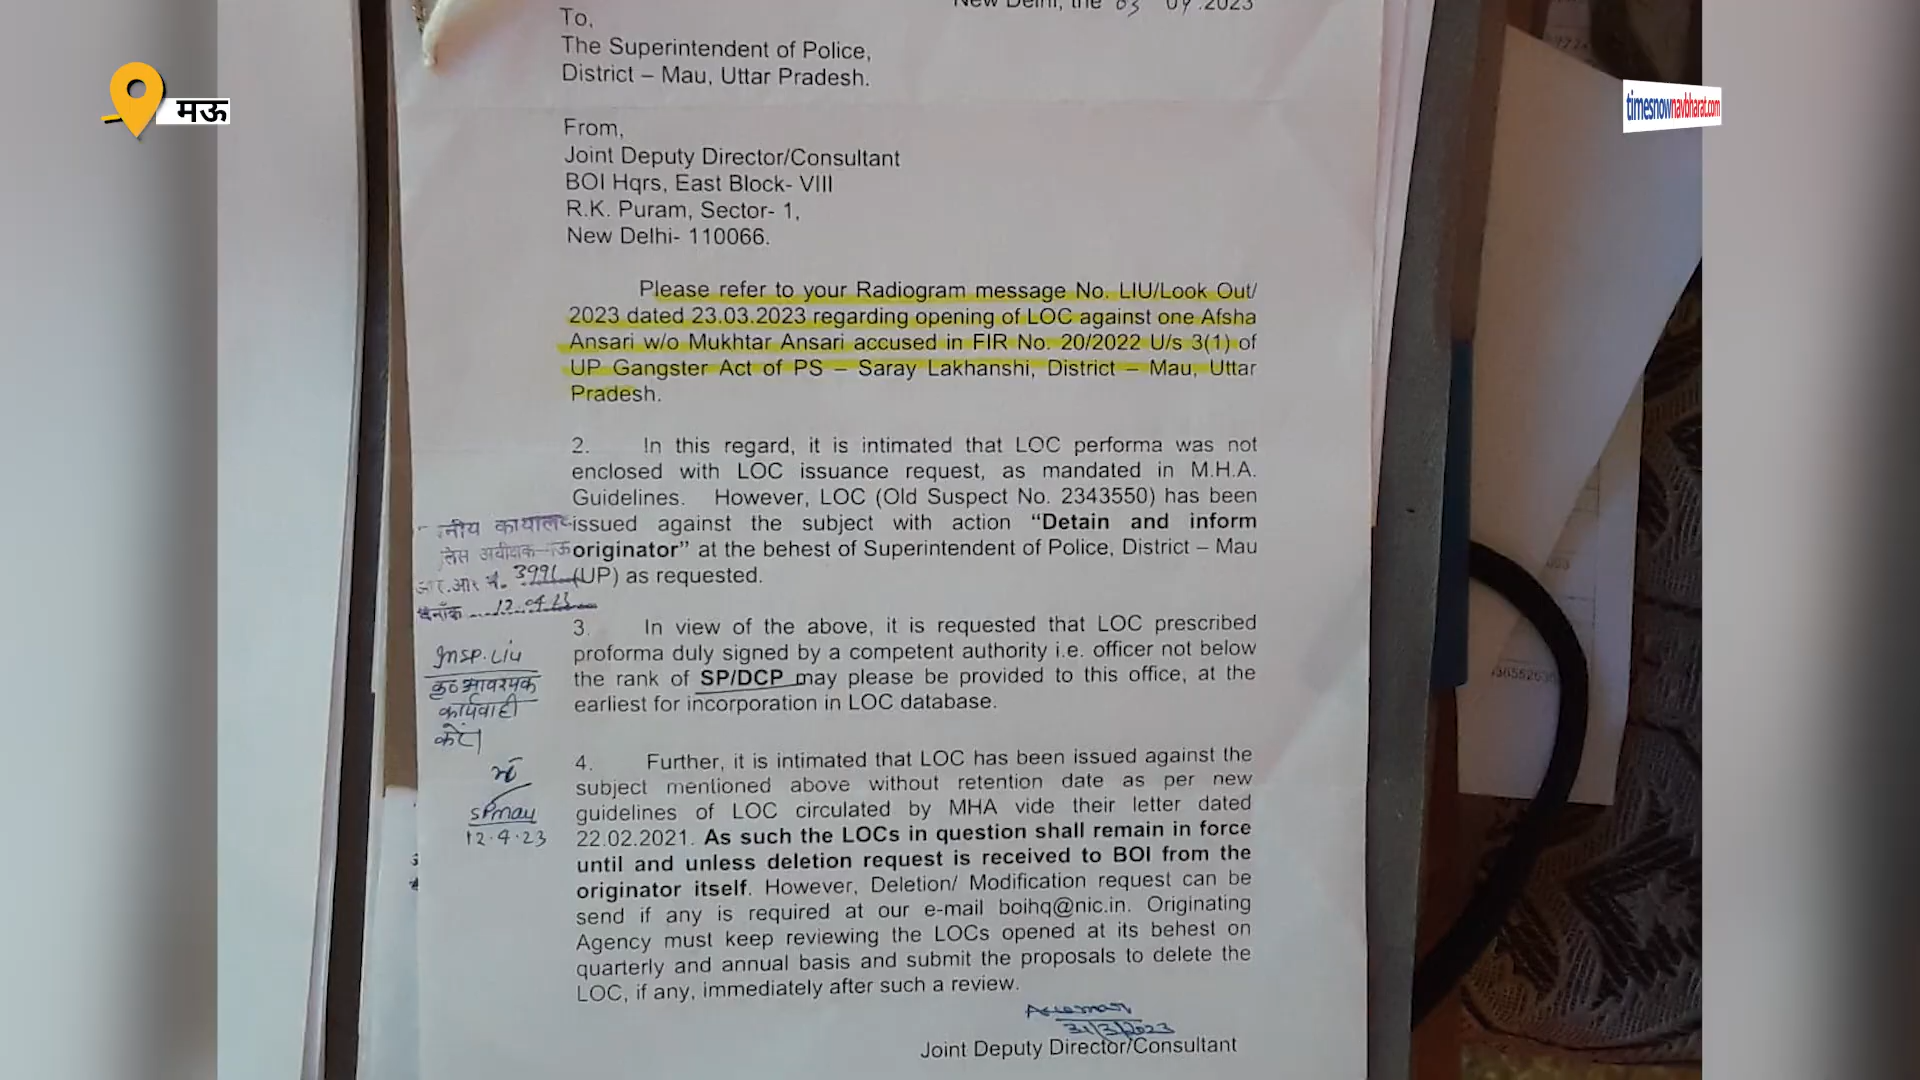 New Delhi, the 03 04.2023
To,
The Superintendent of Police,
District – Mau, Uttar Pradesh.
मऊ
timesnownavbharat.com
From,
Joint Deputy Director/Consultant
BOI Hqrs, East Block- VIII
R.K. Puram, Sector- 1,
New Delhi- 110066.
Please refer to your Radiogram message No. LIU/Look Out/
2023 dated 23.03.2023 regarding opening of LOC against one Afsha
Ansari w/o Mukhtar Ansari accused in FIR No. 20/2022 U/s 3(1) of
UP Gangster Act of PS – Saray Lakhanshi, District – Mau, Uttar
Pradesh.
2. In this regard, it is intimated that LOC performa was not
enclosed with LOC issuance request, as mandated in M.H.A.
Guidelines. However, LOC (Old Suspect No. 2343550) has been
issued against the subject with action “Detain and inform
originator” at the behest of Superintendent of Police, District – Mau
(UP) as requested.
3. In view of the above, it is requested that LOC prescribed
proforma duly signed by a competent authority i.e. officer not below
the rank of SP/DCP may please be provided to this office, at the
earliest for incorporation in LOC database.
4. Further, it is intimated that LOC has been issued against the
subject mentioned above without retention date as per new
guidelines of LOC circulated by MHA vide their letter dated
22.02.2021. As such the LOCs in question shall remain in force
until and unless deletion request is received to BOI from the
originator itself. However, Deletion/ Modification request can be
send if any is required at our e-mail boihq@nic.in. Originating
Agency must keep reviewing the LOCs opened at its behest on
quarterly and annual basis and submit the proposals to delete the
LOC, if any, immediately after such a review.
31/3/2023
Joint Deputy Director/Consultant
12.04.23
Insp. LIU
कृ० आवश्यक
कार्यवाही
करें।
SP mau
12.4.23